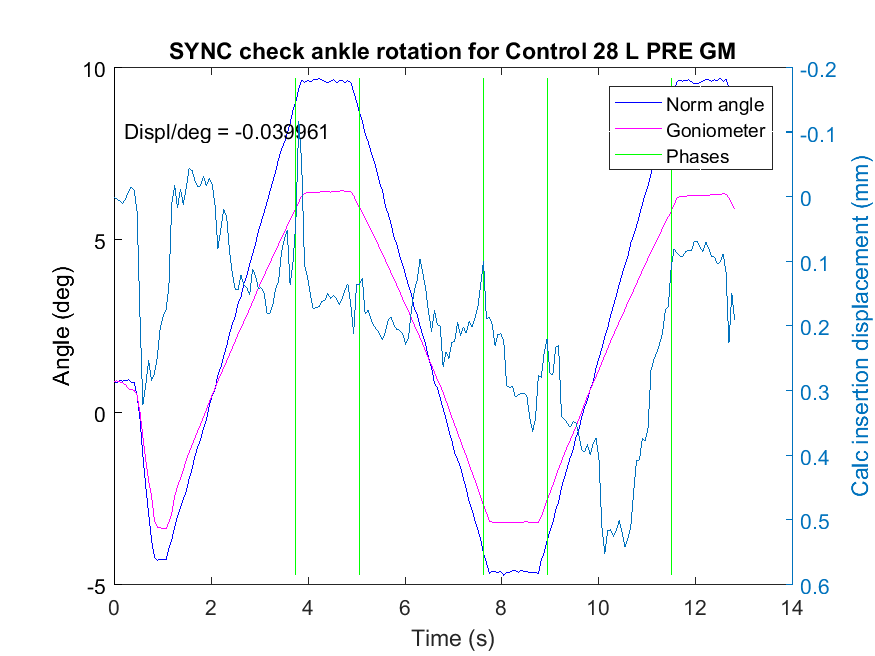 SYNC check ankle rotation for Control 28 L PRE GM
Displ/deg = -0.039961
Norm angle
Goniometer
Phases
10
5
0
-5
Angle (deg)
-0.2
-0.1
0
0.1
0.2
0.3
0.4
0.5
0.6
Calc insertion displacement (mm)
0
2
4
6
8
10
12
14
Time (s)